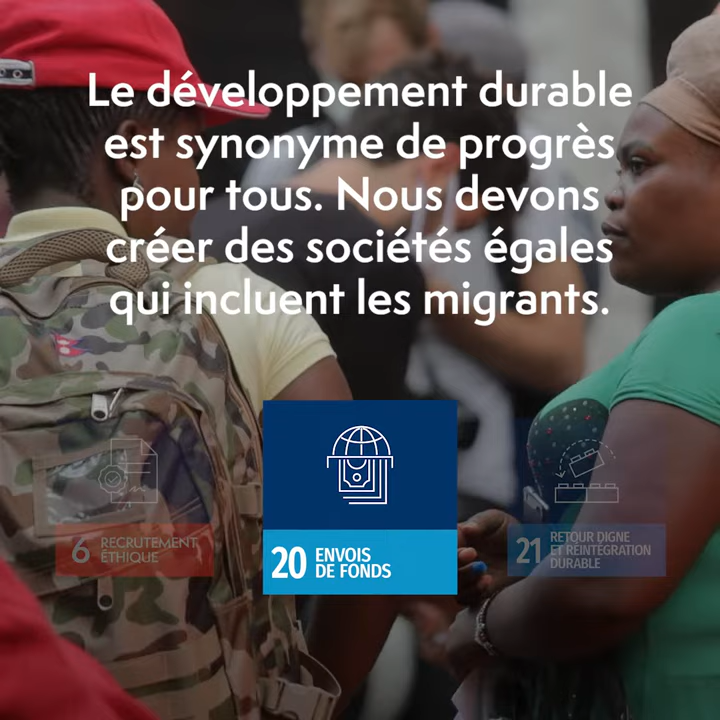 Le développement durable
est synonyme de progrès
pour tous. Nous devons
créer des sociétés égales
qui incluent les migrants.
6 RECRUTEMENT
ÉTHIQUE
20 ENVOIS
DE FONDS
21 RETOUR DIGNE
ET RÉINTÉGRATION
DURABLE